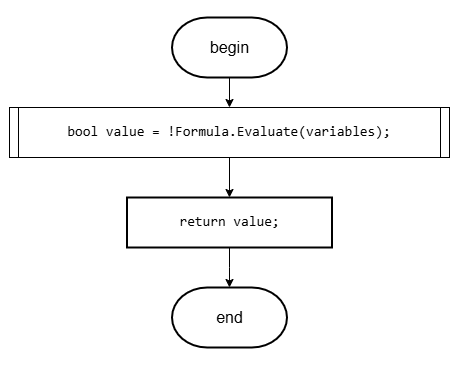 begin
bool value = !Formula.Evaluate(variables);
return value;
end